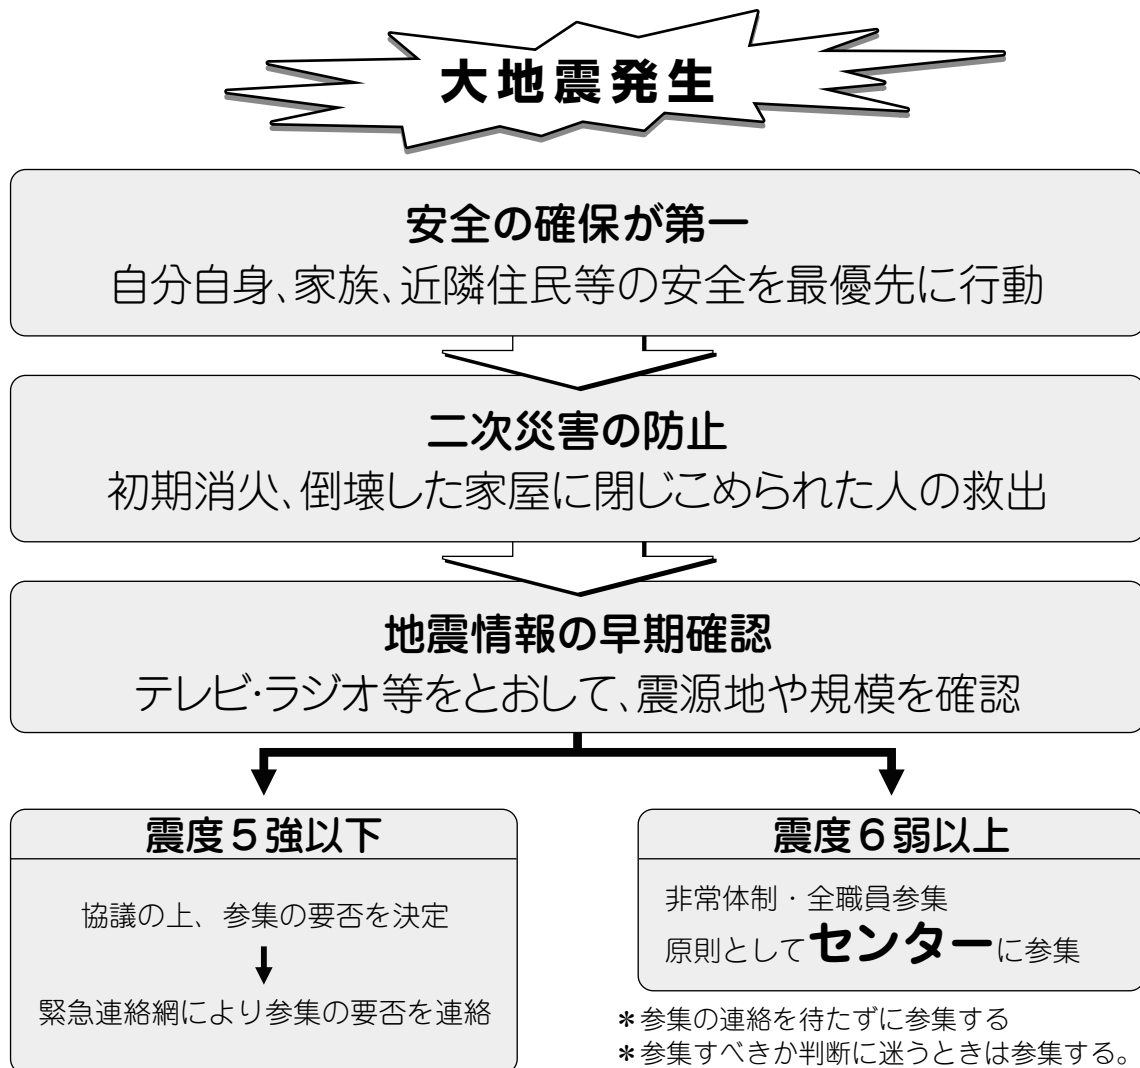 大地震発生
安全の確保が第一
自分自身、家族、近隣住民等の安全を最優先に行動
二次災害の防止
初期消火、倒壊した家屋に閉じこめられた人の救出
地震情報の早期確認
テレビ・ラジオ等をとおして、震源地や規模を確認
震度5強以下
協議の上、参集の要否を決定
緊急連絡網により参集の要否を連絡
震度6弱以上
非常体制・全職員参集
原則としてセンターに参集
＊参集の連絡を待たずに参集する
＊参集すべきか判断に迷うときは参集する。